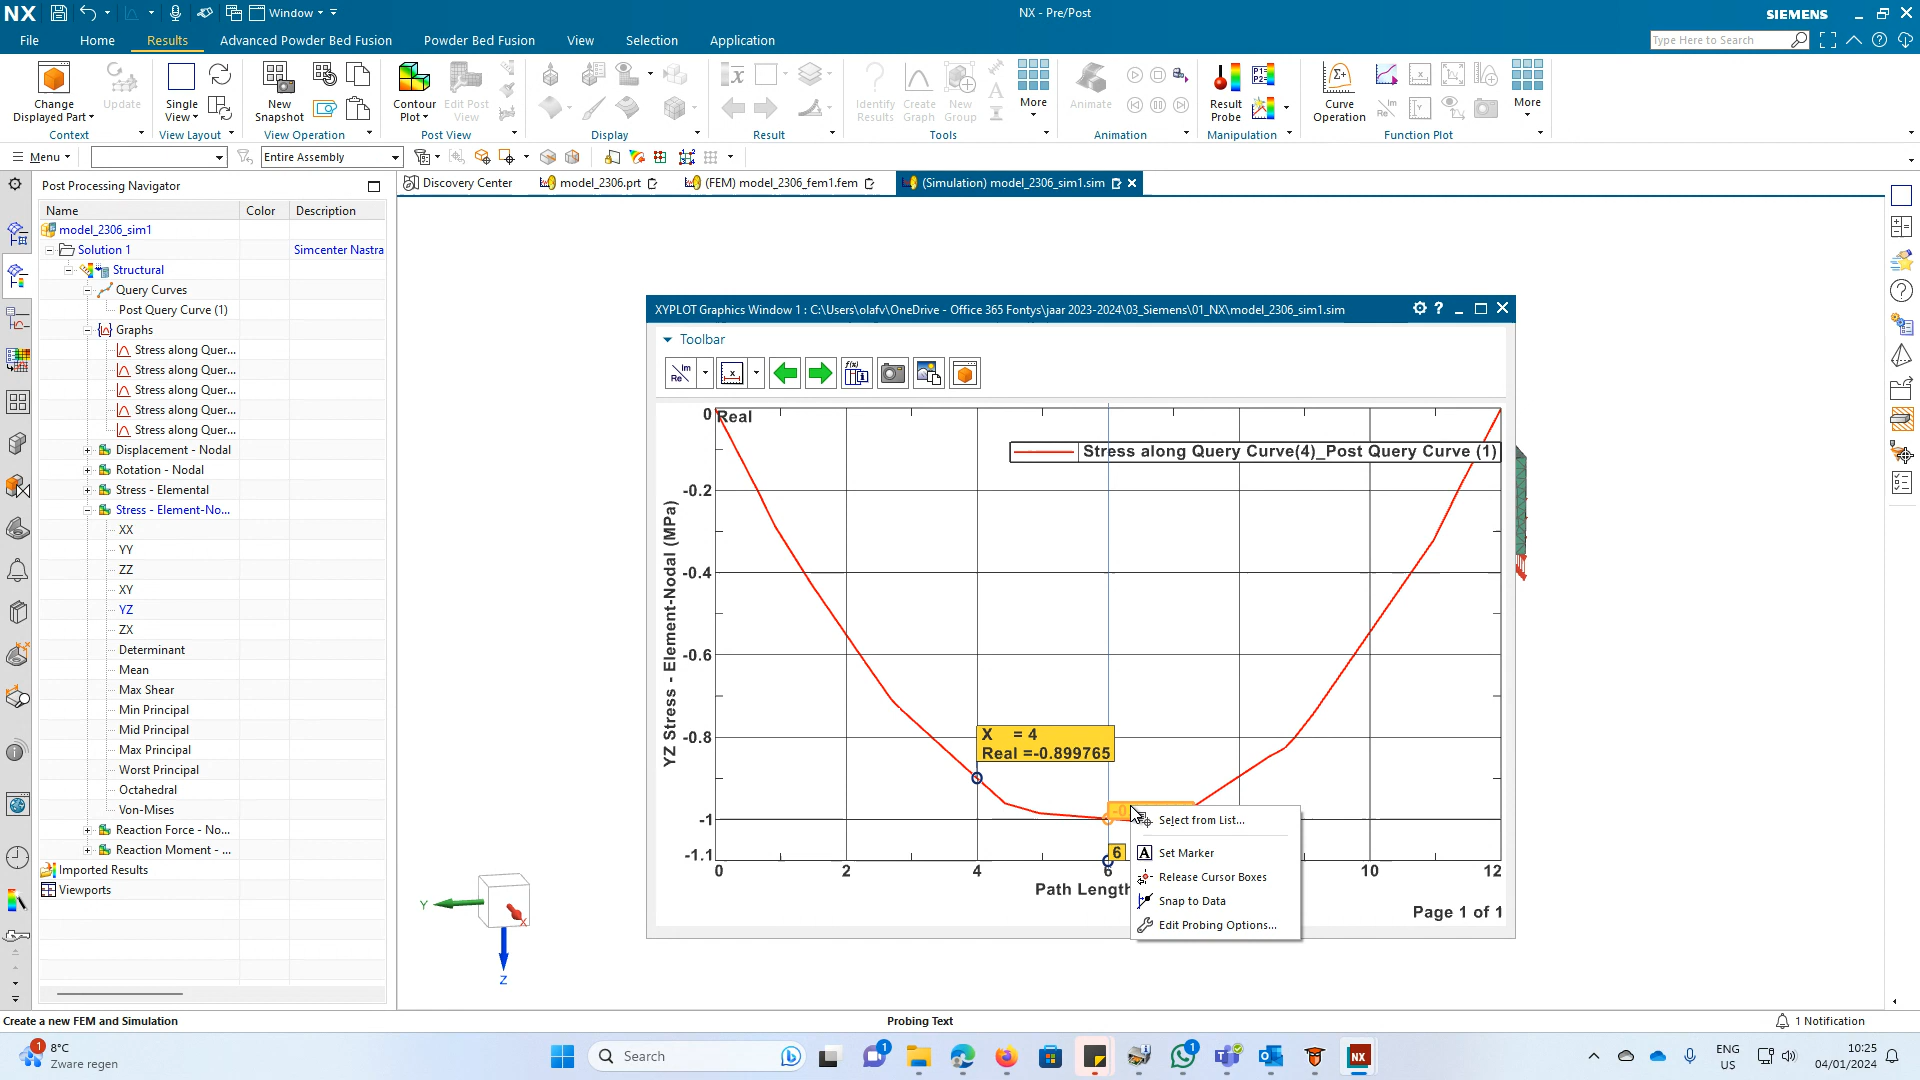 NX
Window
NX - Pre/Post
SIEMENS
File
Home
Results
Advanced Powder Bed Fusion
Powder Bed Fusion
View
Selection
Application
Type Here to Search
Change
Displayed Part
Update
Single
View
New
Snapshot
Contour
Plot
Edit Post
View
Identify
Results
Create
Graph
New
Group
More
Animate
Result
Probe
Curve
Operation
More
Context
View Layout
View Operation
Post View
Display
Result
Tools
Animation
Manipulation
Function Plot
Menu
Entire Assembly
Post Processing Navigator
Discovery Center
model_2306.prt
(FEM) model_2306_fem1.fem
(Simulation) model_2306_sim1.sim
Name
Color
Description
model_2306_sim1
Solution 1
Simcenter Nastra
Structural
Query Curves
Post Query Curve (1)
Graphs
Stress along Quer...
Stress along Quer...
Stress along Quer...
Stress along Quer...
Stress along Quer...
Displacement - Nodal
Rotation - Nodal
Stress - Elemental
Stress - Element-No...
XX
YY
ZZ
XY
YZ
ZX
Determinant
Mean
Max Shear
Min Principal
Mid Principal
Max Principal
Worst Principal
Octahedral
Von-Mises
Reaction Force - No...
Reaction Moment - ...
Imported Results
Viewports
XYPLOT Graphics Window 1 : C:\Users\olafv\OneDrive - Office 365 Fontys\jaar 2023-2024\03_Siemens\01_NX\model_2306_sim1.sim
Toolbar
0
Real
Stress along Query Curve(4)_Post Query Curve (1)
-0.2
-0.4
-0.6
-0.8
-1
-1.1
YZ Stress - Element-Nodal (MPa)
X = 4
Real =-0.899765
6
0
2
4
6
10
12
Path Length
Page 1 of 1
Select from List...
Set Marker
Release Cursor Boxes
Snap to Data
Edit Probing Options...
Y
X
Z
Create a new FEM and Simulation
Probing Text
1 Notification
1
8°C
Zware regen
Search
1
1
NX
ENG
US
10:25
04/01/2024